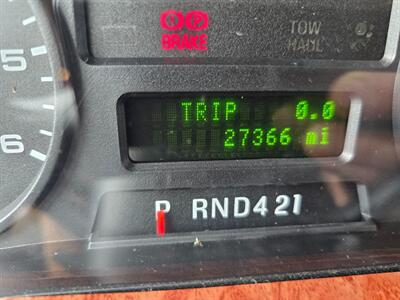 (!) (P)
BRAKE
TOW
HAUL
5
TRIP 0.0
27366 mi
6
P RND421